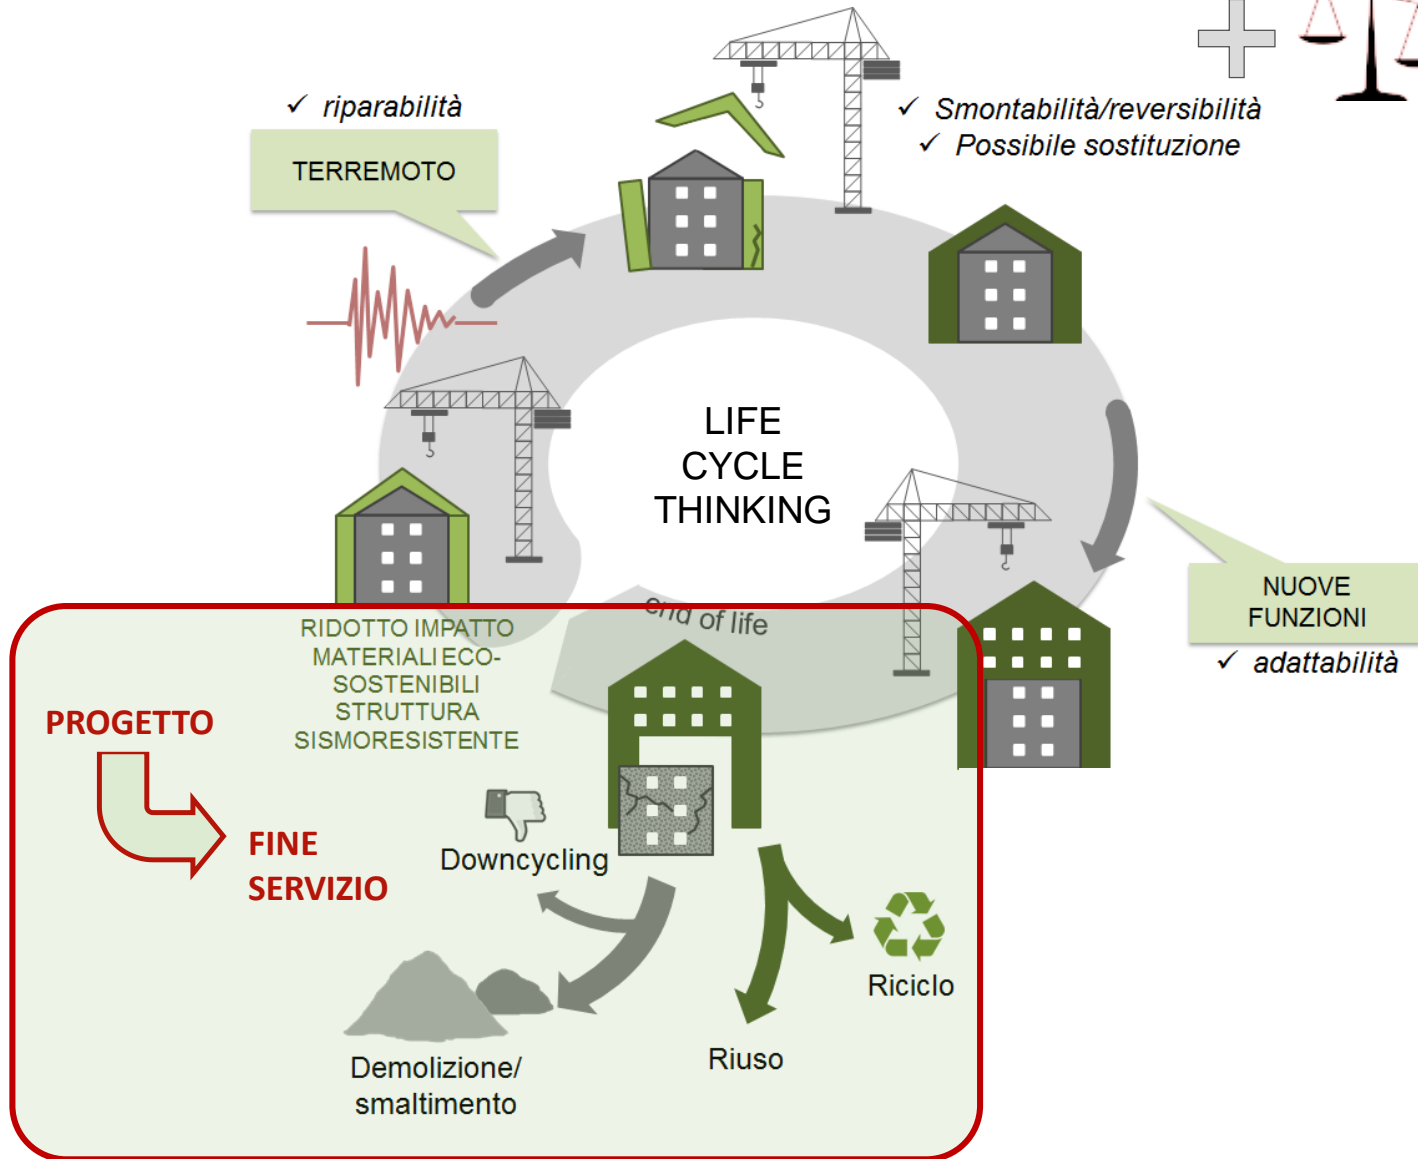 ✓ riparabilità
TERREMOTO
✓ Smontabilità/reversibilità
✓ Possibile sostituzione
LIFE
CYCLE
THINKING
NUOVE
FUNZIONI
✓ adattabilità
end of life
RIDOTTO IMPATTO
MATERIALI ECO-
SOSTENIBILI
STRUTTURA
SISMORESISTENTE
PROGETTO
FINE
SERVIZIO
Downcycling
Riciclo
Riuso
Demolizione/
smaltimento